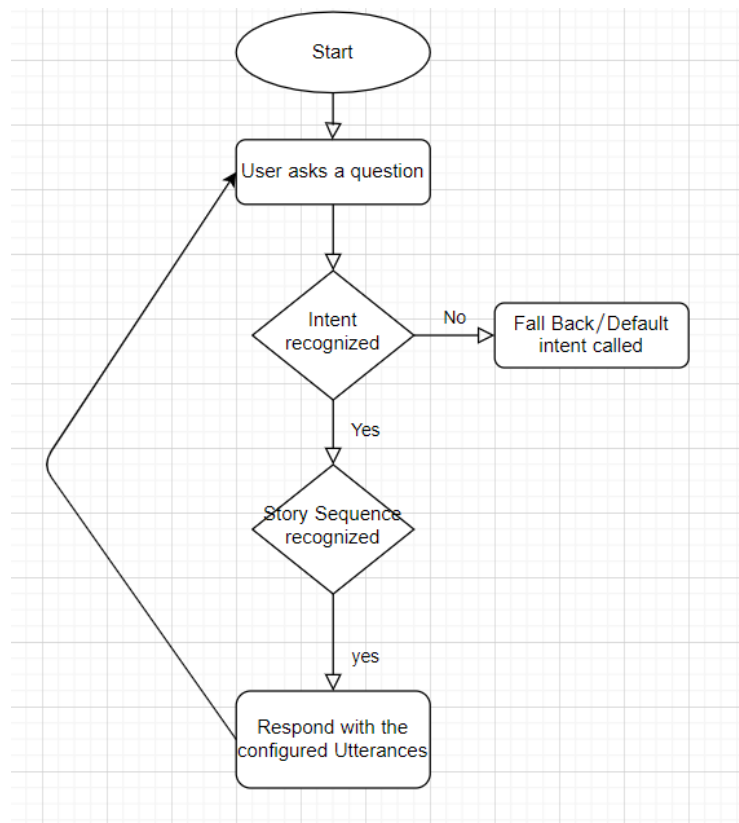 Start
User asks a question
Intent
recognized
No
Fall Back/Default
intent called
Yes
Story Sequence
recognized
yes
Respond with the
configured Utterances